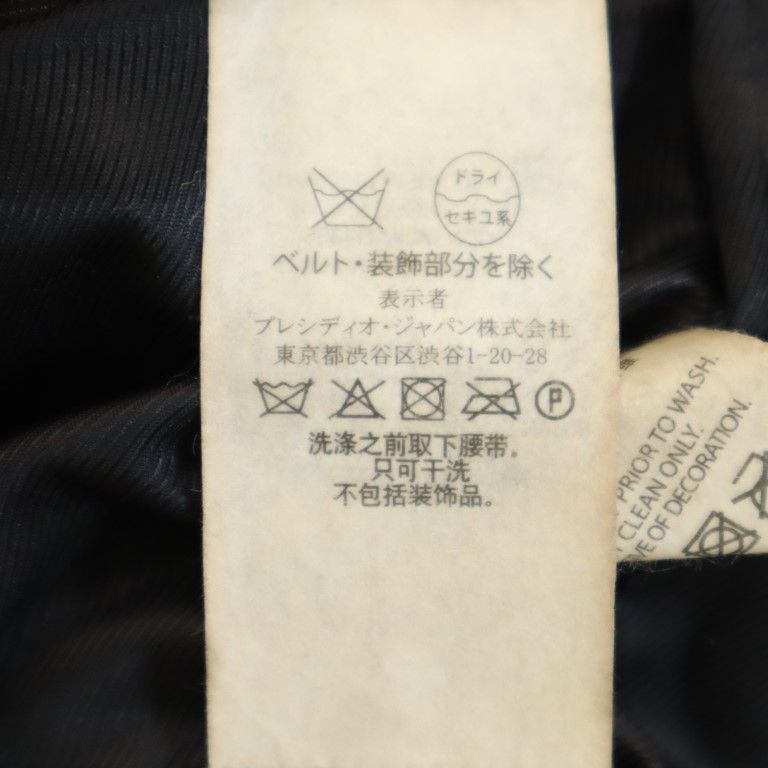 ドライ
セキユ系
ベルト・装飾部分を除く
表示者
プレシディオ・ジャパン株式会社
東京都渋谷区渋谷1-20-28
P
洗涤之前取下腰带。
只可干洗
不包括装饰品。
PRIOR TO WASH.
CLEAN ONLY.
OF DECORATION.